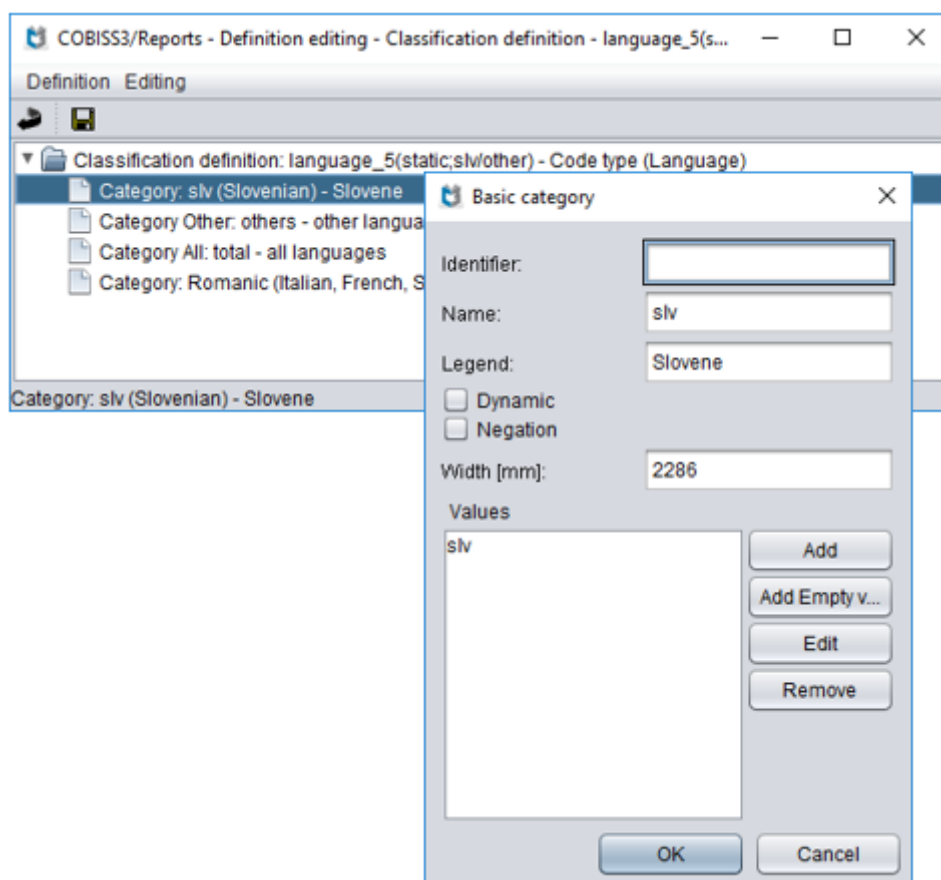 COBISS3/Reports - Definition editing - Classification definition - language_5(s...
Definition Editing
Classification definition: language_5(static;slv/other) - Code type (Language)
Category: slv (Slovenian) - Slovene
Category Other: others - other langua
Category All: total - all languages
Category: Romanic (Italian, French, S
Category: slv (Slovenian) - Slovene
Basic category
Identifier:
Name: slv
Legend: Slovene
Dynamic
Negation
Width [mm]: 2286
Values
slv
Add
Add Empty v...
Edit
Remove
OK Cancel